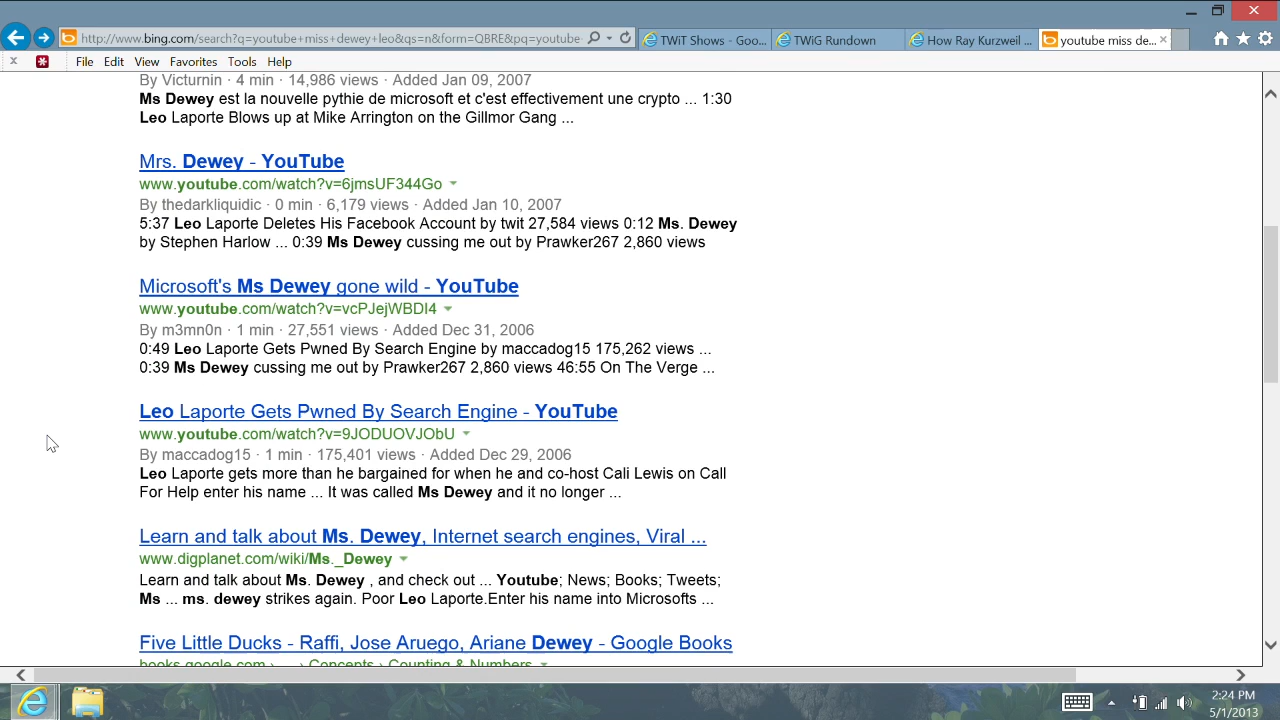 http://www.bing.com/search?q=youtube+miss+dewey+leo&qs=n&form=QBRE&pq=youtube
TWiT Shows - Goo...
TWiG Rundown
How Ray Kurzweil ...
youtube miss de...
File Edit View Favorites Tools Help
By Victurnin · 4 min · 14,986 views · Added Jan 09, 2007
Ms Dewey est la nouvelle pythie de microsoft et c'est effectivement une crypto ... 1:30
Leo Laporte Blows up at Mike Arrington on the Gillmor Gang ...
Mrs. Dewey - YouTube
www.youtube.com/watch?v=6jmsUF344Go
By thedarkliquidic · 0 min · 6,179 views · Added Jan 10, 2007
5:37 Leo Laporte Deletes His Facebook Account by twit 27,584 views 0:12 Ms. Dewey
by Stephen Harlow ... 0:39 Ms Dewey cussing me out by Prawker267 2,860 views
Microsoft's Ms Dewey gone wild - YouTube
www.youtube.com/watch?v=vcPJejWBDI4
By m3mn0n · 1 min · 27,551 views · Added Dec 31, 2006
0:49 Leo Laporte Gets Pwned By Search Engine by maccadog15 175,262 views ...
0:39 Ms Dewey cussing me out by Prawker267 2,860 views 46:55 On The Verge ...
Leo Laporte Gets Pwned By Search Engine - YouTube
www.youtube.com/watch?v=9JODUOVJObU
By maccadog15 · 1 min · 175,401 views · Added Dec 29, 2006
Leo Laporte gets more than he bargained for when he and co-host Cali Lewis on Call
For Help enter his name ... It was called Ms Dewey and it no longer ...
Learn and talk about Ms. Dewey, Internet search engines, Viral ...
www.digplanet.com/wiki/Ms._Dewey
Learn and talk about Ms. Dewey , and check out ... Youtube; News; Books; Tweets;
Ms ... ms. dewey strikes again. Poor Leo Laporte.Enter his name into Microsofts ...
Five Little Ducks - Raffi, Jose Aruego, Ariane Dewey - Google Books
books.google.com › ... › Concepts › Counting & Numbers
2:24 PM
5/1/2013